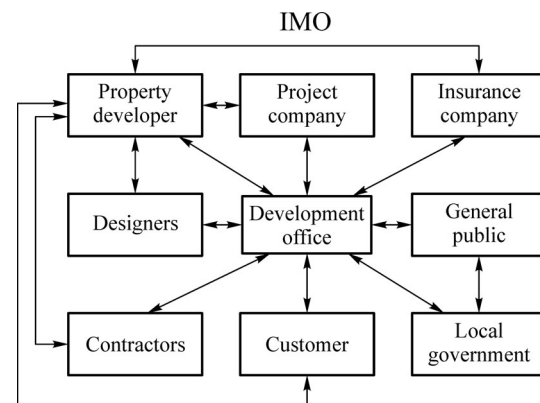 IMO
Property
developer
Project
company
Insurance
company
Designers
Development
office
General
public
Contractors
Customer
Local
government